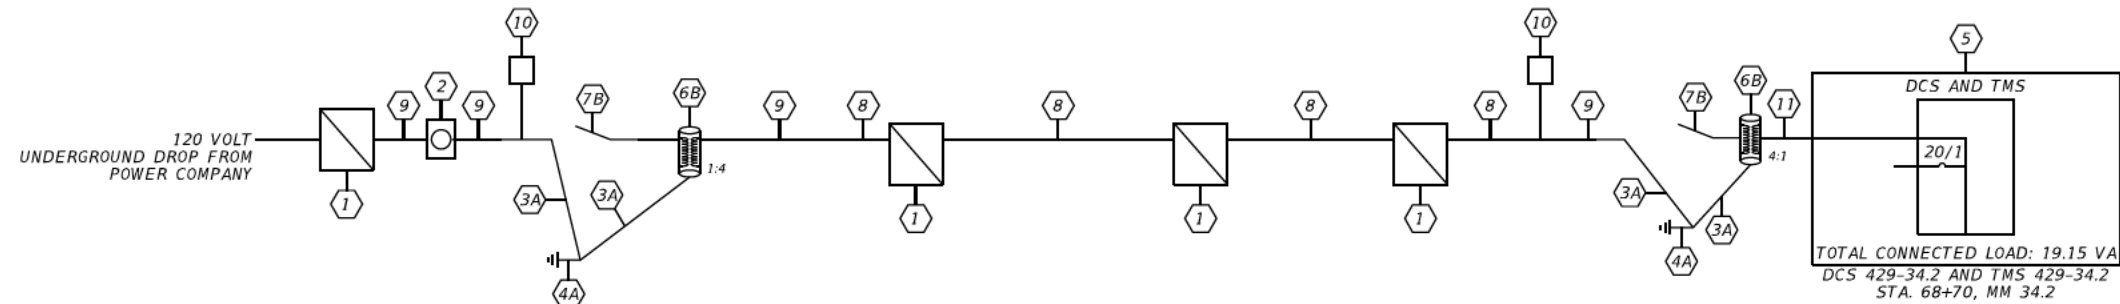 10
10
5
2
7B
6B
7B
6B
DCS AND TMS
9
9
9
8
8
8
8
9
11
120 VOLT
UNDERGROUND DROP FROM
POWER COMPANY
1:4
4:1
20/1
3A
3A
3A
3A
1
1
1
1
4A
4A
TOTAL CONNECTED LOAD: 19.15 VA
DCS 429-34.2 AND TMS 429-34.2
STA. 68+70, MM 34.2